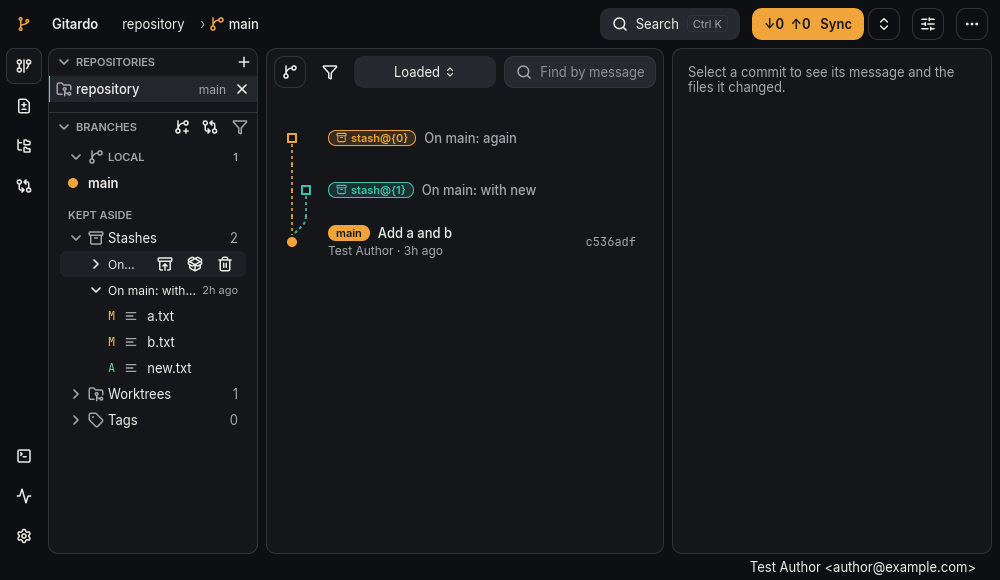 Gitardo
repository › main
Search Ctrl K
↓0 ↑0 Sync
REPOSITORIES
repository main
BRANCHES
LOCAL 1
main
KEPT ASIDE
Stashes 2
On...
On main: with... 2h ago
M a.txt
M b.txt
A new.txt
Worktrees 1
Tags 0
Loaded
Find by message
stash@{0} On main: again
stash@{1} On main: with new
main Add a and b
Test Author · 3h ago
c536adf
Select a commit to see its message and the
files it changed.
Test Author <author@example.com>